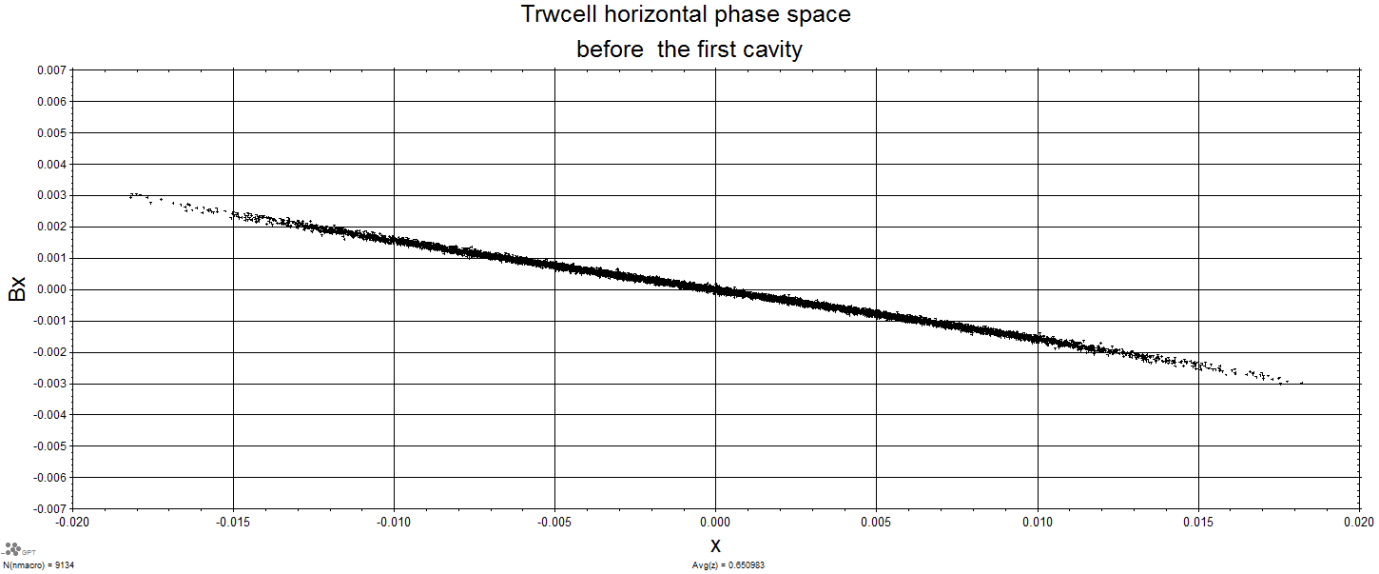 Trwcell horizontal phase space
before the first cavity
0.007
0.006
0.005
0.004
0.003
0.002
0.001
0.000
-0.001
-0.002
-0.003
-0.004
-0.005
-0.006
-0.007
Bx
-0.020 -0.015 -0.010 -0.005 0.000 0.005 0.010 0.015 0.020
x
GPT
N(nmacro) = 9134
Avg(z) = 0.650983